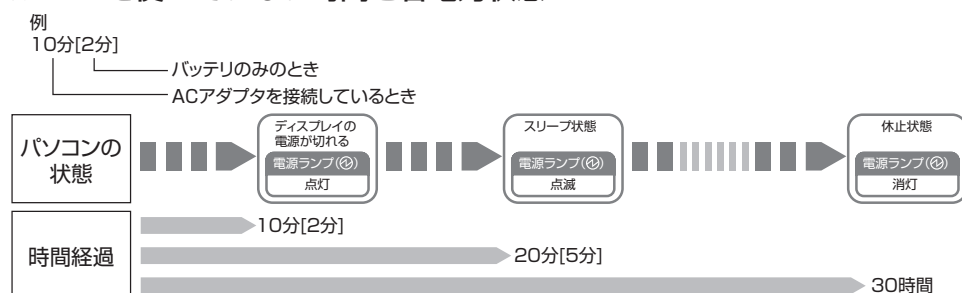 例
10分[2分]
バッテリのみのとき
ACアダプタを接続しているとき
パソコンの
状態
ディスプレイの
電源が切れる
電源ランプ()
点灯
スリープ状態
電源ランプ()
点滅
休止状態
電源ランプ()
消灯
時間経過
10分[2分]
20分[5分]
30時間